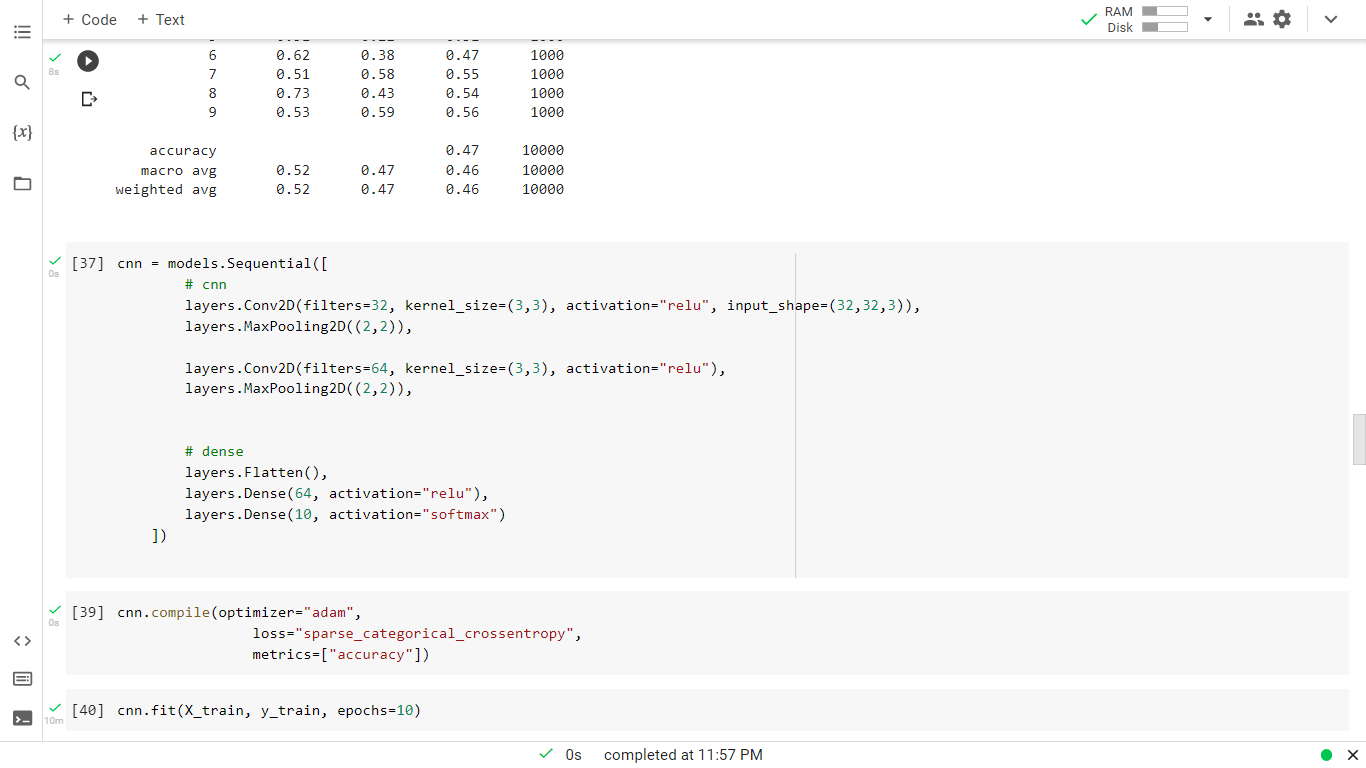 + Code + Text
RAM
Disk
6 0.62 0.38 0.47 1000
8s
7 0.51 0.58 0.55 1000
8 0.73 0.43 0.54 1000
9 0.53 0.59 0.56 1000
{x}
accuracy 0.47 10000
macro avg 0.52 0.47 0.46 10000
weighted avg 0.52 0.47 0.46 10000
[37] cnn = models.Sequential([
0s
# cnn
layers.Conv2D(filters=32, kernel_size=(3,3), activation="relu", input_shape=(32,32,3)),
layers.MaxPooling2D((2,2)),
layers.Conv2D(filters=64, kernel_size=(3,3), activation="relu"),
layers.MaxPooling2D((2,2)),
# dense
layers.Flatten(),
layers.Dense(64, activation="relu"),
layers.Dense(10, activation="softmax")
])
[39] cnn.compile(optimizer="adam",
0s
loss="sparse_categorical_crossentropy",
metrics=["accuracy"])
[40] cnn.fit(X_train, y_train, epochs=10)
10m
0s completed at 11:57 PM